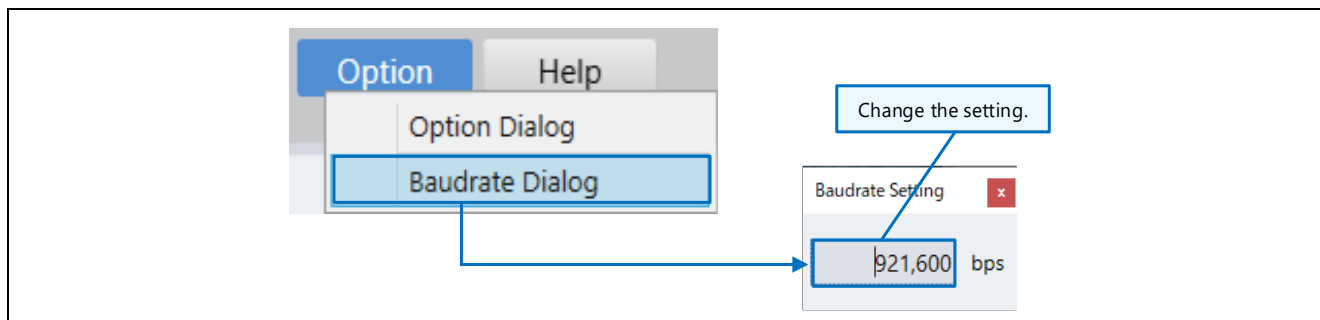 Option Help
Option Dialog
Baudrate Dialog
Change the setting.
Baudrate Setting x
921,600 bps